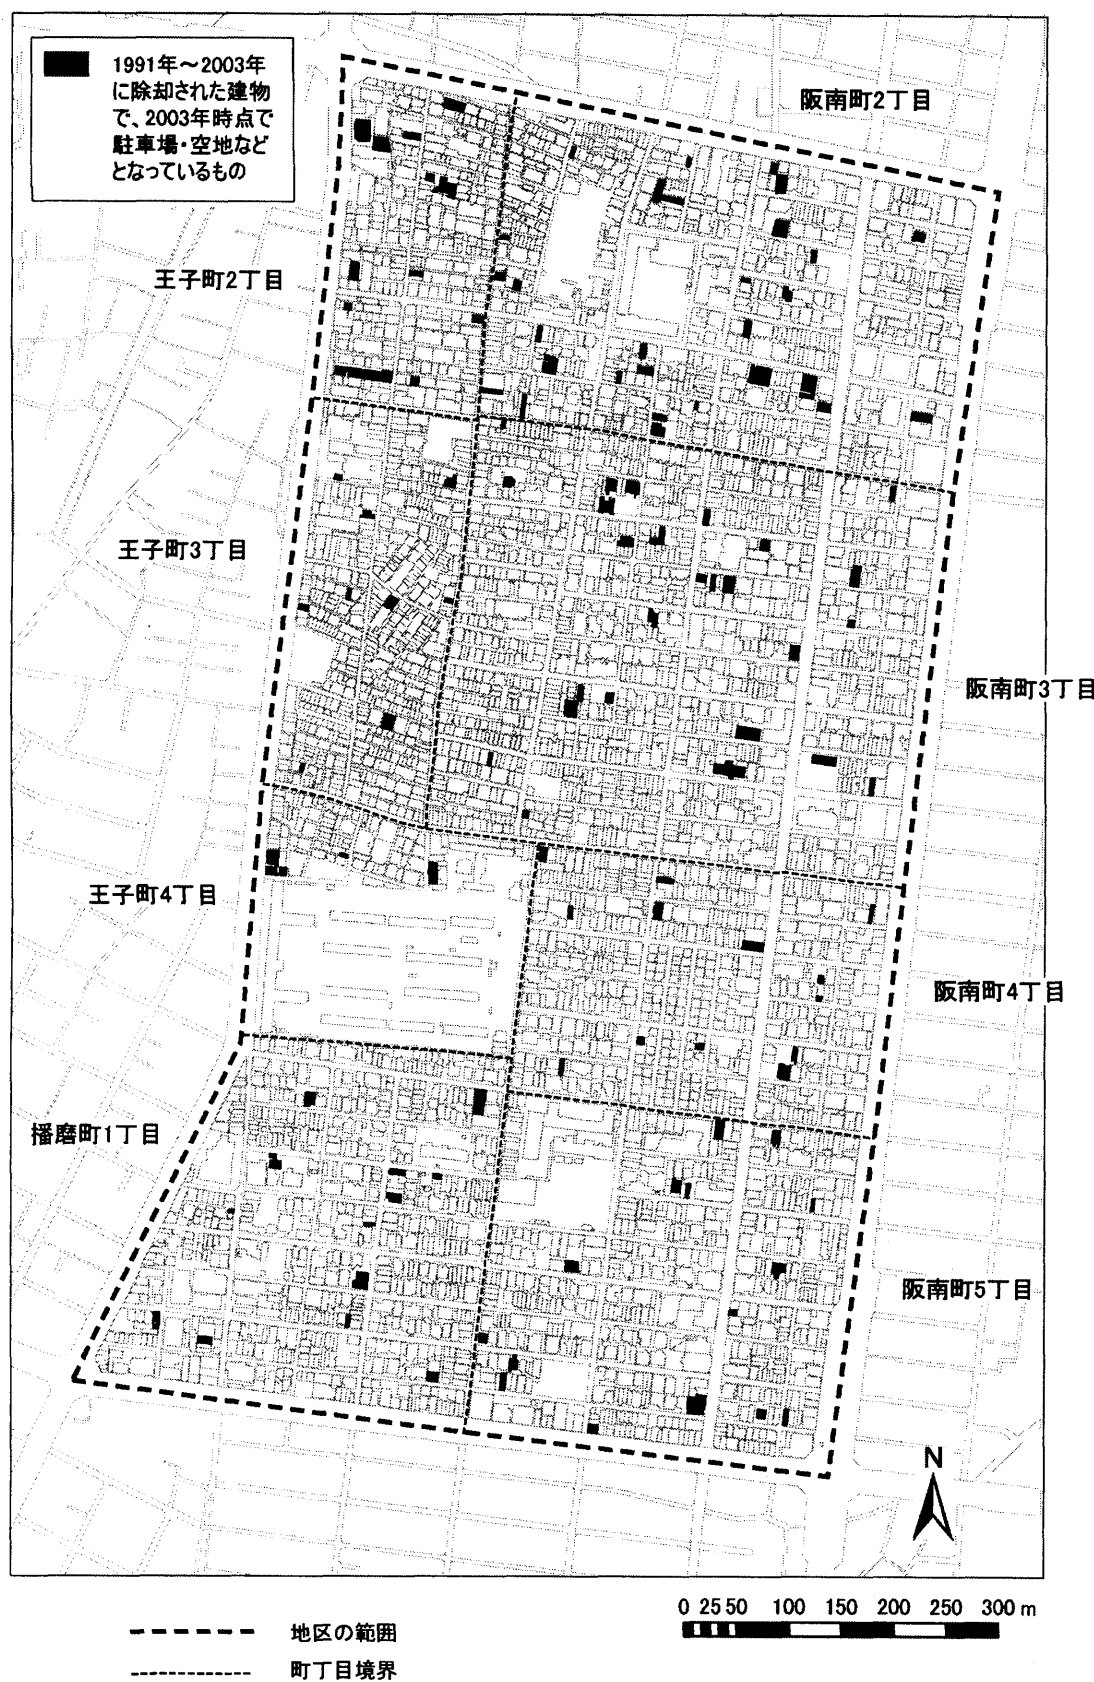 1991年～2003年
に除却された建物
で、2003年時点で
駐車場・空地など
となっているもの
阪南町2丁目
王子町2丁目
王子町3丁目
阪南町3丁目
王子町4丁目
阪南町4丁目
播磨町1丁目
阪南町5丁目
N
0 25 50 100 150 200 250 300 m
地区の範囲
町丁目境界